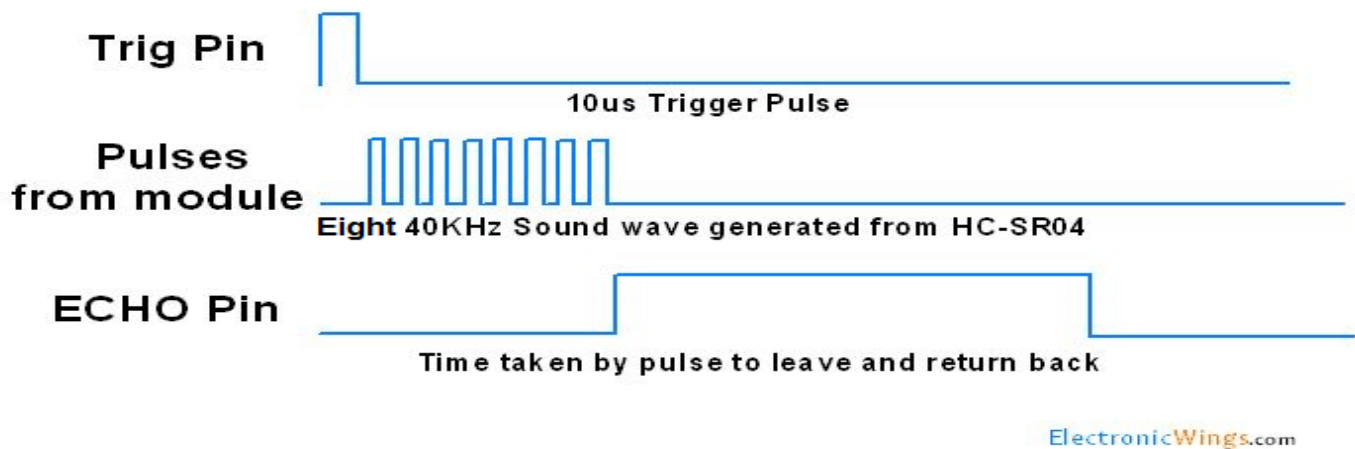 Trig Pin
10us Trigger Pulse
Pulses
from module
Eight 40KHz Sound wave generated from HC-SR04
ECHO Pin
Time taken by pulse to leave and return back
ElectronicWings.com